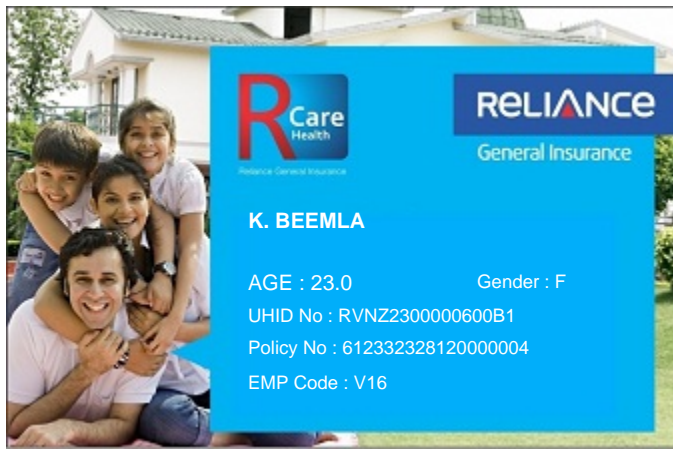 R Care
Health
Reliance General Insurance
RELIANCE
General Insurance
K. BEEMLA
AGE : 23.0
Gender : F
UHID No : RVNZ2300000600B1
Policy No : 612332328120000004
EMP Code : V16